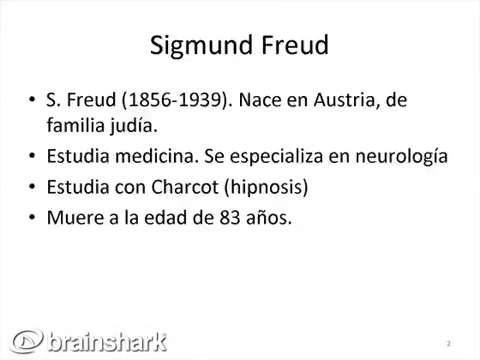 Sigmund Freud
• S. Freud (1856-1939). Nace en Austria, de
familia judía.
• Estudia medicina. Se especializa en neurología
• Estudia con Charcot (hipnosis)
• Muere a la edad de 83 años.
brainshark
2